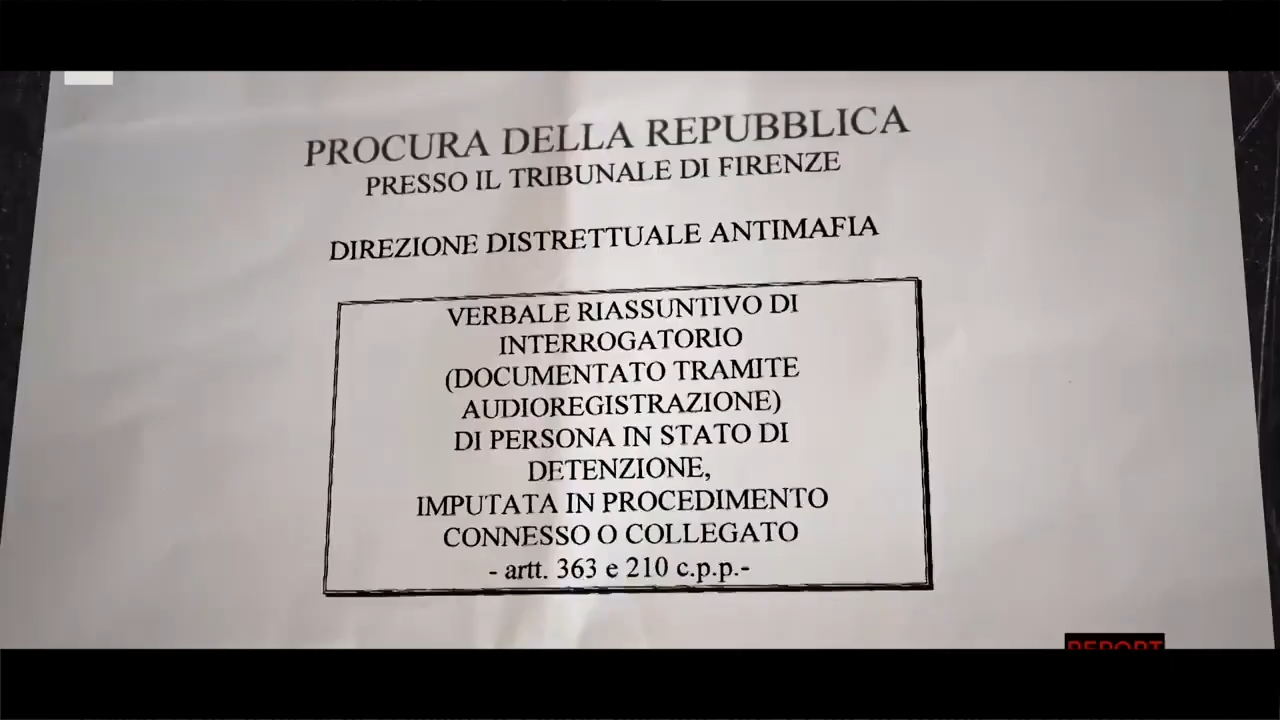 PROCURA DELLA REPUBBLICA
PRESSO IL TRIBUNALE DI FIRENZE
DIREZIONE DISTRETTUALE ANTIMAFIA
VERBALE RIASSUNTIVO DI
INTERROGATORIO
(DOCUMENTATO TRAMITE
AUDIOREGISTRAZIONE)
DI PERSONA IN STATO DI
DETENZIONE,
IMPUTATA IN PROCEDIMENTO
CONNESSO O COLLEGATO
- artt. 363 e 210 c.p.p.-
REPORT